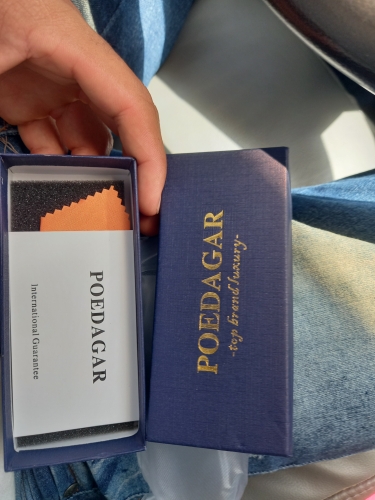 POEDAGAR
International Guarantee
POEDAGAR
-top brand luxury-